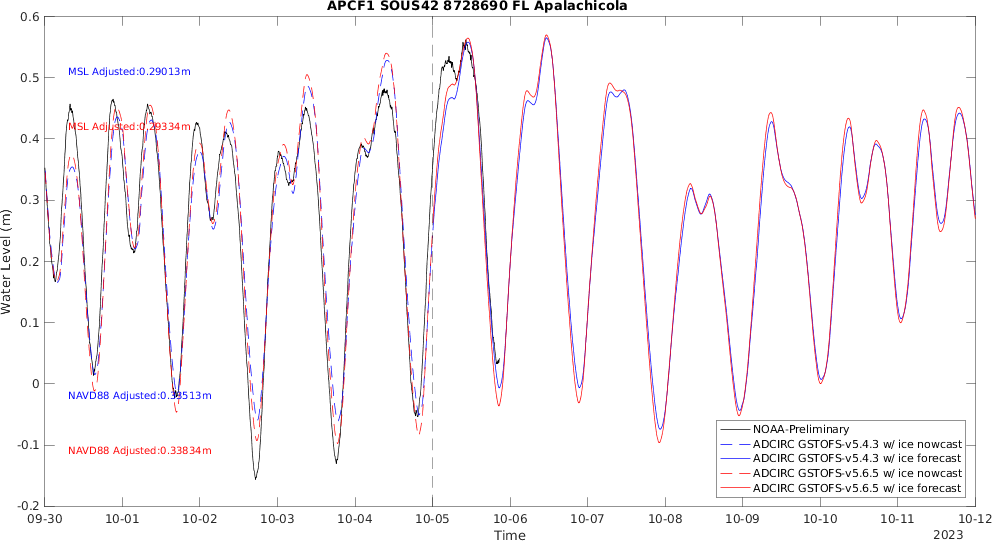 APCF1 SOUS42 8728690 FL Apalachicola
0.6
0.5
0.4
0.3
0.2
0.1
0
-0.1
-0.2
Water Level (m)
MSL Adjusted:0.29013m
MSL Adjusted:0.29334m
NAVD88 Adjusted:0.33513m
NAVD88 Adjusted:0.33834m
NOAA-Preliminary
ADCIRC GSTOFS-v5.4.3 w/ ice nowcast
ADCIRC GSTOFS-v5.4.3 w/ ice forecast
ADCIRC GSTOFS-v5.6.5 w/ ice nowcast
ADCIRC GSTOFS-v5.6.5 w/ ice forecast
09-30 10-01 10-02 10-03 10-04 10-05 10-06 10-07 10-08 10-09 10-10 10-11 10-12
Time
2023